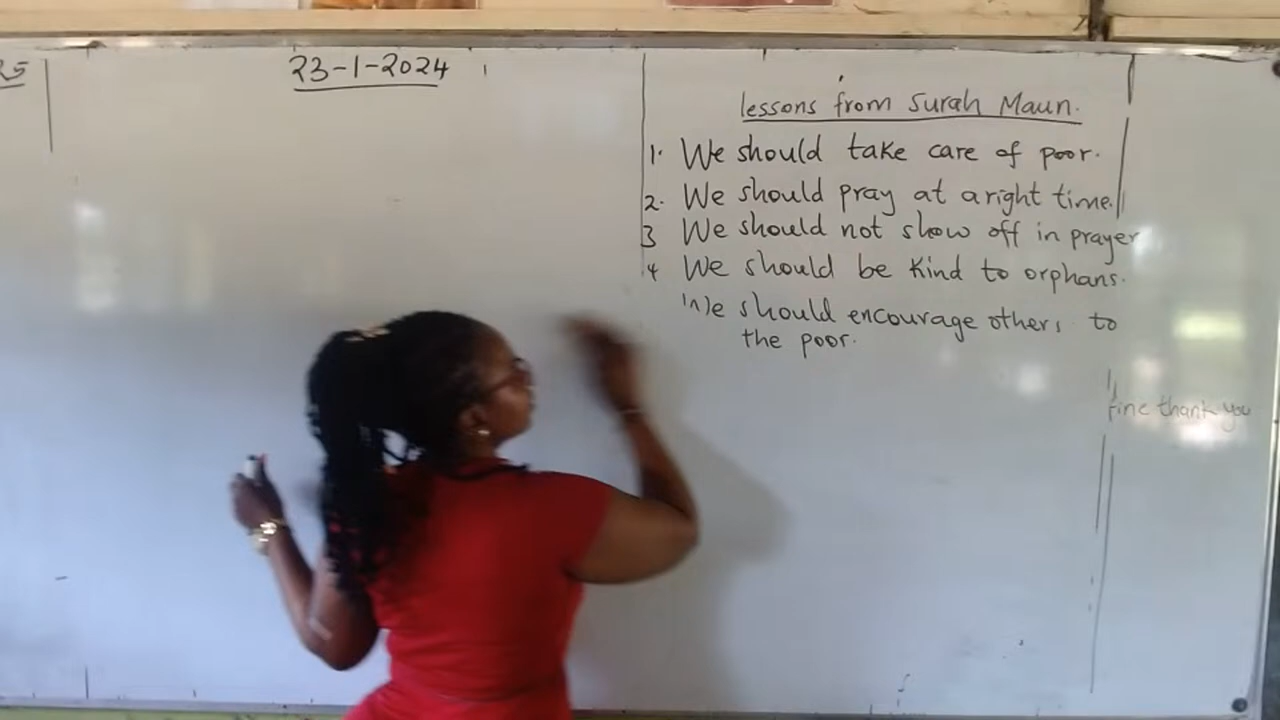 25
23-1-2024
lessons from Surah Maun.
1. We should take care of poor.
2. We should pray at a right time.
3 We should not show off in prayer
4 We should be kind to orphans.
We should encourage others to
the poor.
Fine thank you